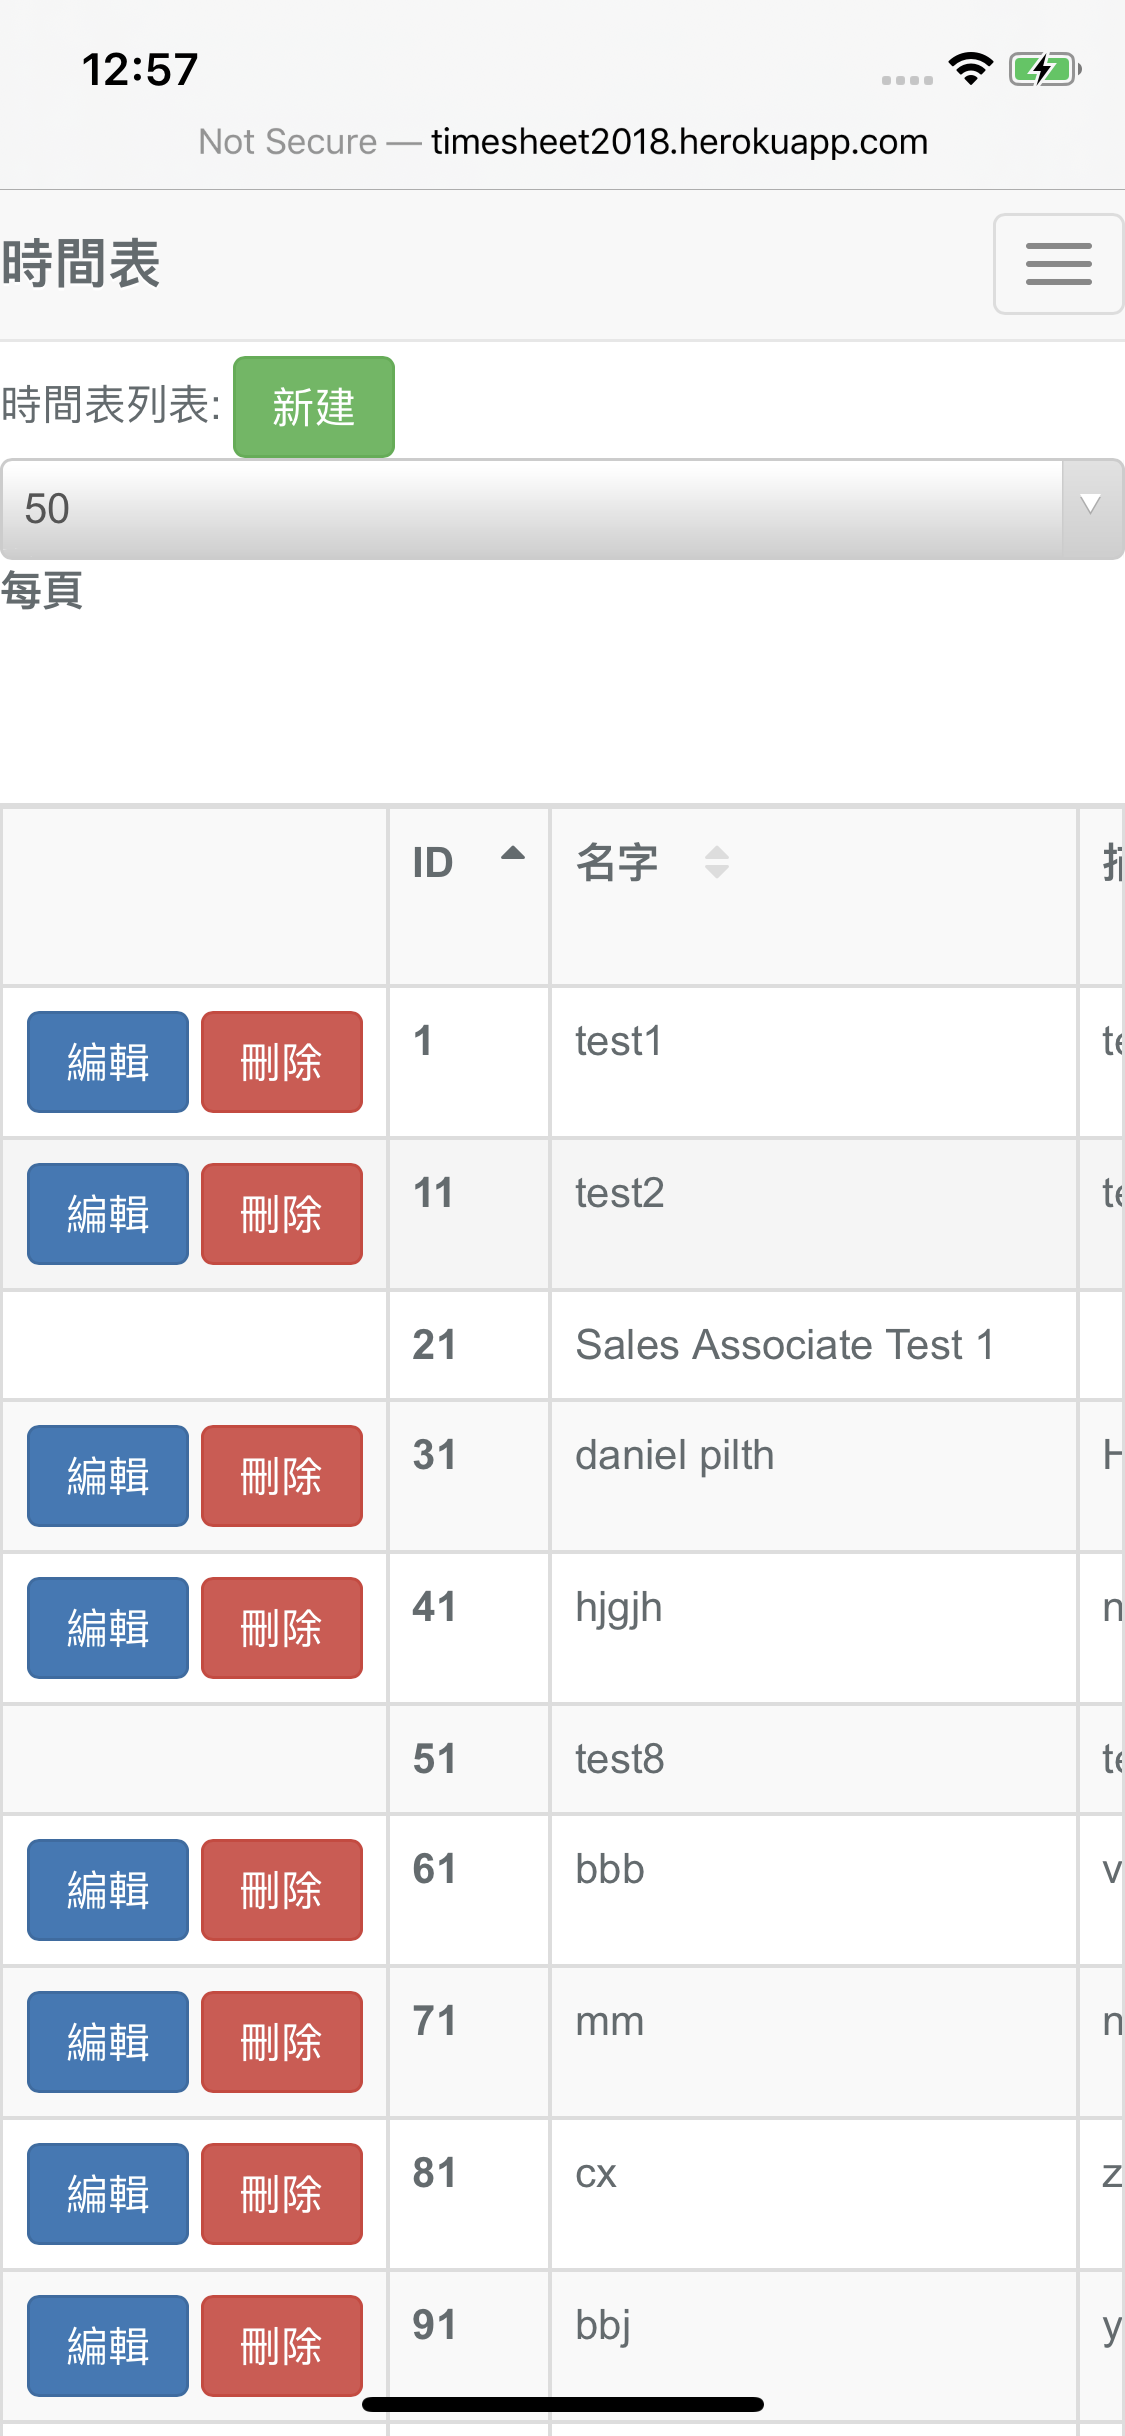 12:57
Not Secure — timesheet2018.herokuapp.com
時間表
時間表列表: 新建
50
每頁
ID 名字
編輯 刪除 1 test1
編輯 刪除 11 test2
21 Sales Associate Test 1
編輯 刪除 31 daniel pilth
編輯 刪除 41 hjgjh
51 test8
編輯 刪除 61 bbb
編輯 刪除 71 mm
編輯 刪除 81 cx
編輯 刪除 91 bbj